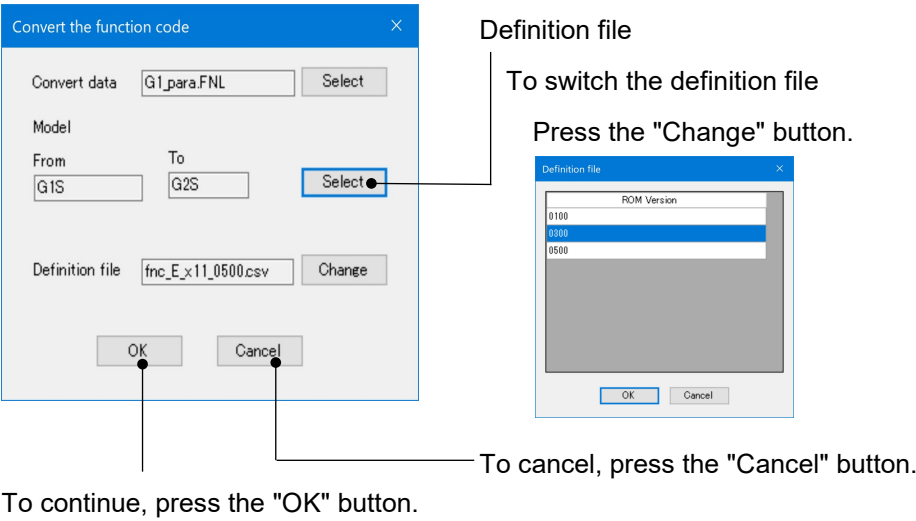 Convert the function code ×
Convert data G1_para.FNL Select
Model
From To
G1S G2S Select
Definition file fnc_E_x11_0500.csv Change
OK Cancel
Definition file
To switch the definition file
Press the "Change" button.
Definition file ×
ROM Version
0100
0300
0500
OK Cancel
To cancel, press the "Cancel" button.
To continue, press the "OK" button.